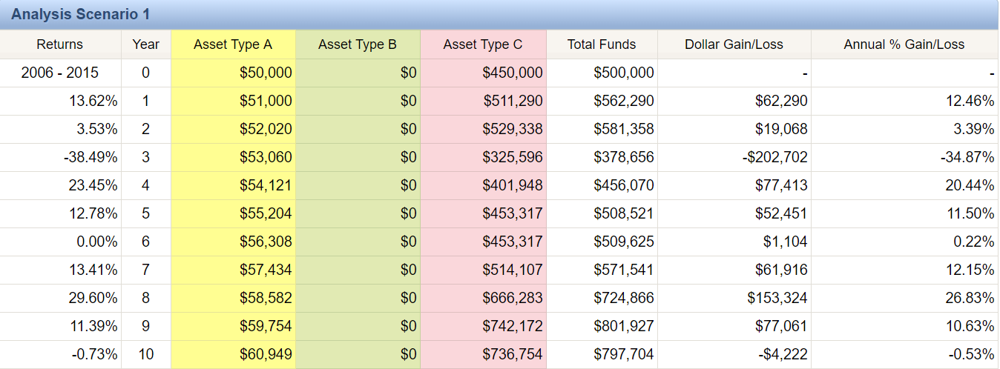 Analysis Scenario 1
Returns Year Asset Type A Asset Type B Asset Type C Total Funds Dollar Gain/Loss Annual % Gain/Loss
2006 - 2015 0 $50,000 $0 $450,000 $500,000 - -
13.62% 1 $51,000 $0 $511,290 $562,290 $62,290 12.46%
3.53% 2 $52,020 $0 $529,338 $581,358 $19,068 3.39%
-38.49% 3 $53,060 $0 $325,596 $378,656 -$202,702 -34.87%
23.45% 4 $54,121 $0 $401,948 $456,070 $77,413 20.44%
12.78% 5 $55,204 $0 $453,317 $508,521 $52,451 11.50%
0.00% 6 $56,308 $0 $453,317 $509,625 $1,104 0.22%
13.41% 7 $57,434 $0 $514,107 $571,541 $61,916 12.15%
29.60% 8 $58,582 $0 $666,283 $724,866 $153,324 26.83%
11.39% 9 $59,754 $0 $742,172 $801,927 $77,061 10.63%
-0.73% 10 $60,949 $0 $736,754 $797,704 -$4,222 -0.53%